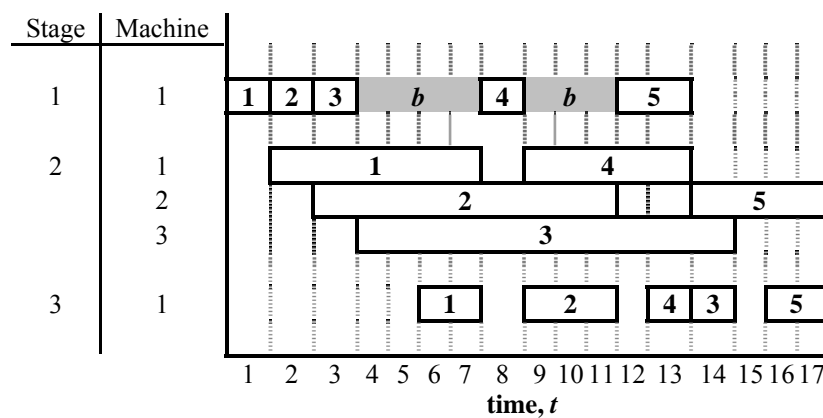 Stage Machine
1 1 1 2 3 b 4 b 5
2 1 1 4
2 2 5
3 3
3 1 1 2 4 3 5
1 2 3 4 5 6 7 8 9 10 11 12 13 14 15 16 17
time, t